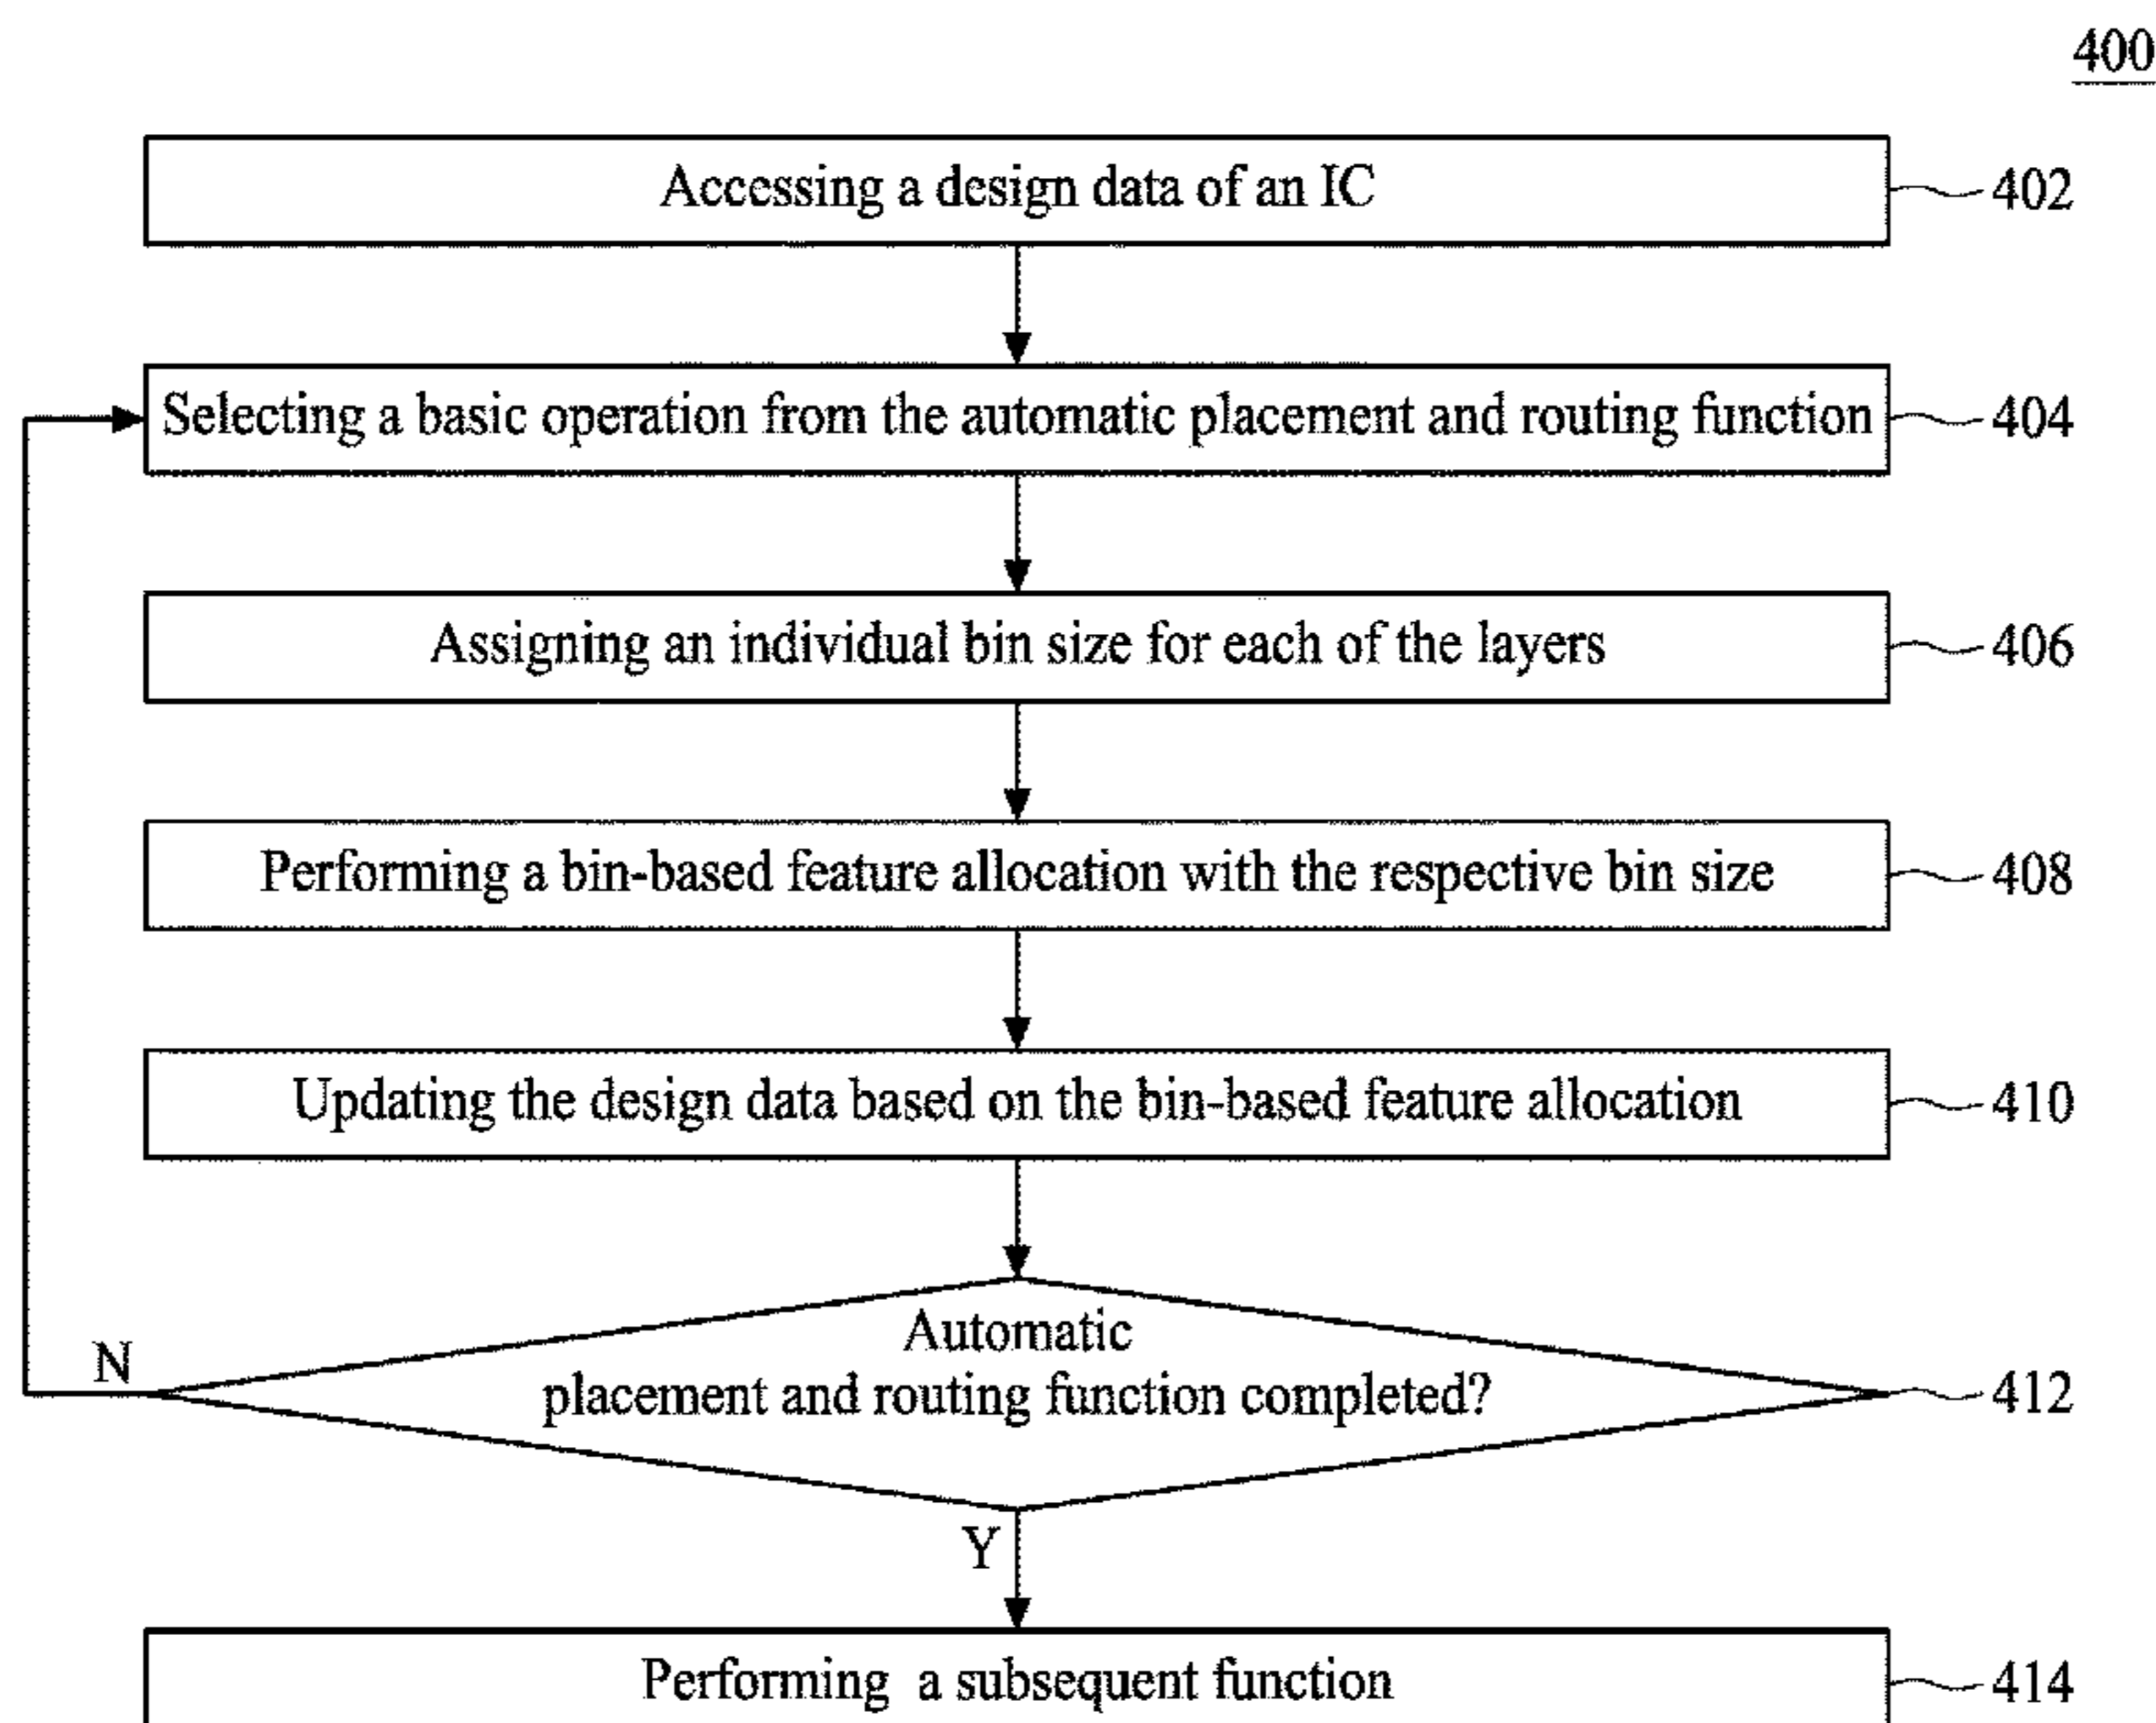 400
Accessing a design data of an IC
402
Selecting a basic operation from the automatic placement and routing function
404
Assigning an individual bin size for each of the layers
406
Performing a bin-based feature allocation with the respective bin size
408
Updating the design data based on the bin-based feature allocation
410
Automatic
placement and routing function completed?
412
N
Y
Performing a subsequent function
414